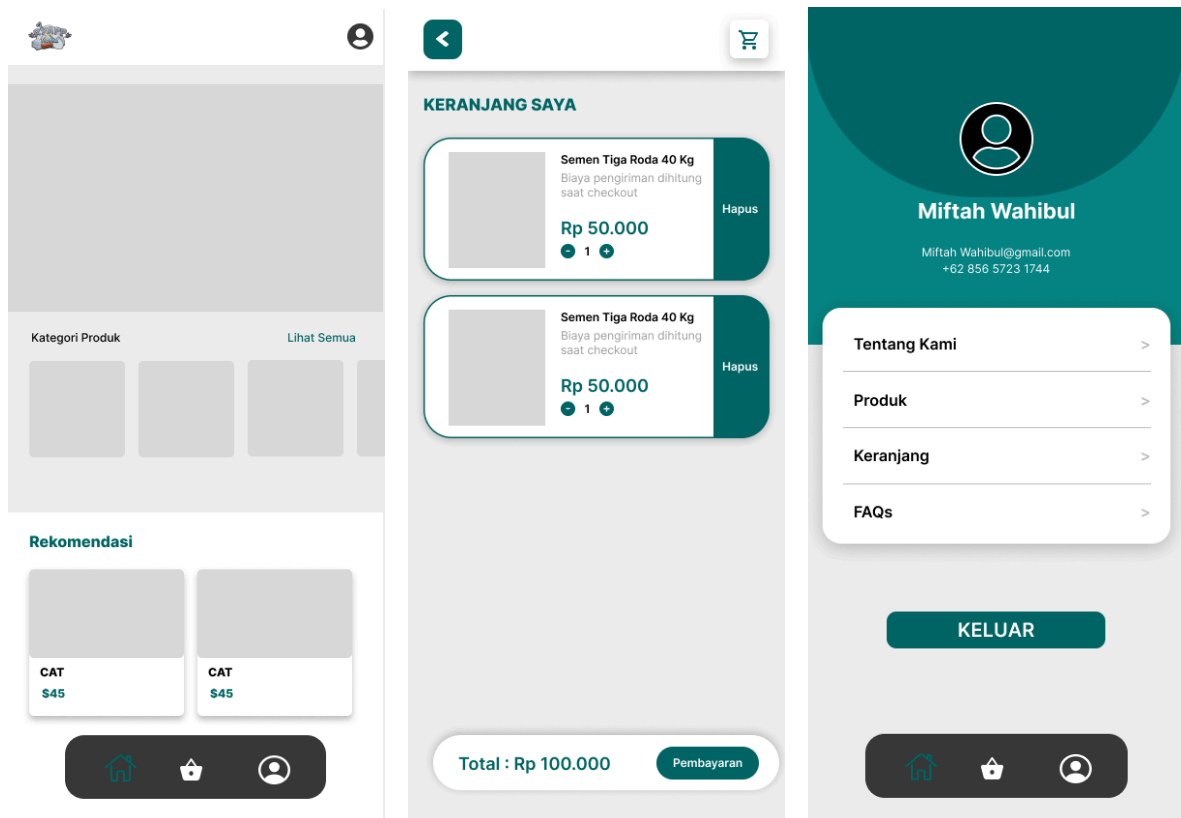 Kategori Produk
Lihat Semua
Rekomendasi
CAT
$45
CAT
$45
KERANJANG SAYA
Semen Tiga Roda 40 Kg
Biaya pengiriman dihitung
saat checkout
Rp 50.000
- 1 +
Hapus
Semen Tiga Roda 40 Kg
Biaya pengiriman dihitung
saat checkout
Rp 50.000
- 1 +
Hapus
Total : Rp 100.000
Pembayaran
Miftah Wahibul
Miftah Wahibul@gmail.com
+62 856 5723 1744
Tentang Kami >
Produk >
Keranjang >
FAQs >
KELUAR